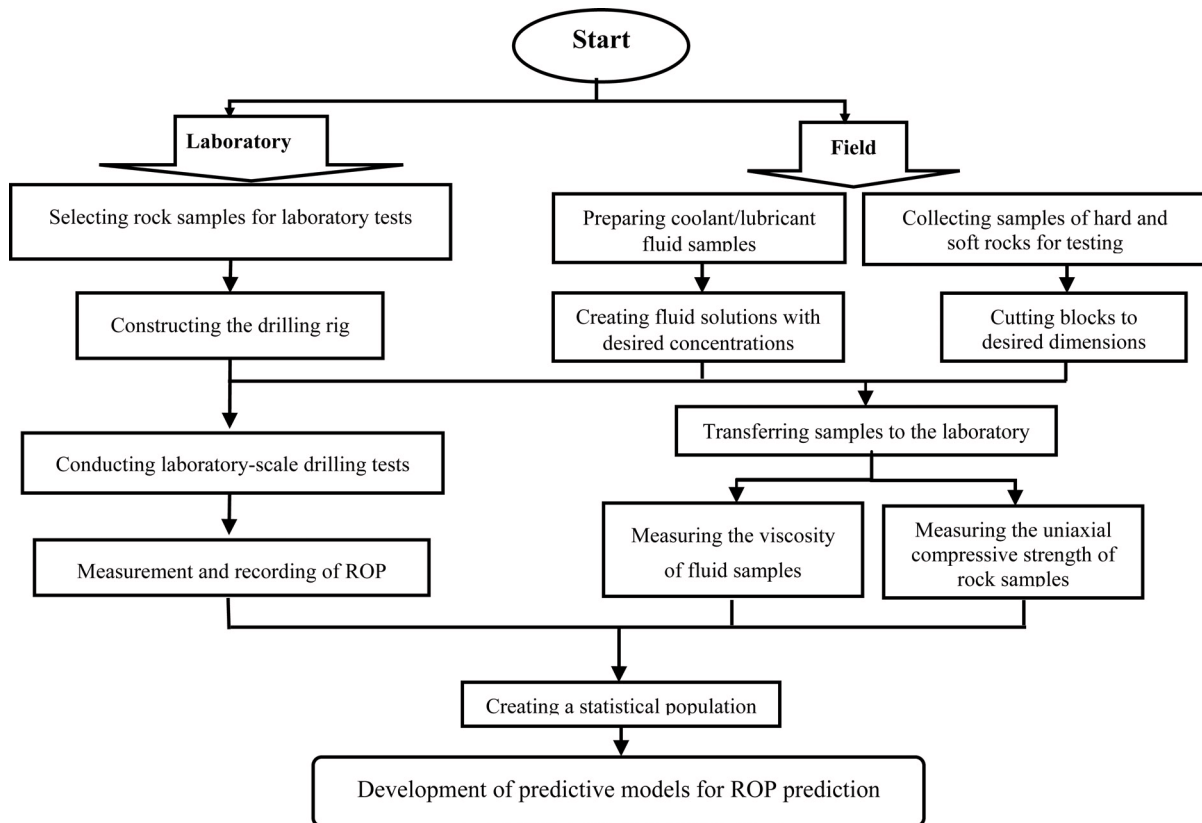 Start
Laboratory
Field
Selecting rock samples for laboratory tests
Preparing coolant/lubricant
fluid samples
Collecting samples of hard and
soft rocks for testing
Constructing the drilling rig
Creating fluid solutions with
desired concentrations
Cutting blocks to
desired dimensions
Transferring samples to the laboratory
Conducting laboratory-scale drilling tests
Measuring the viscosity
of fluid samples
Measuring the uniaxial
compressive strength of
rock samples
Measurement and recording of ROP
Creating a statistical population
Development of predictive models for ROP prediction